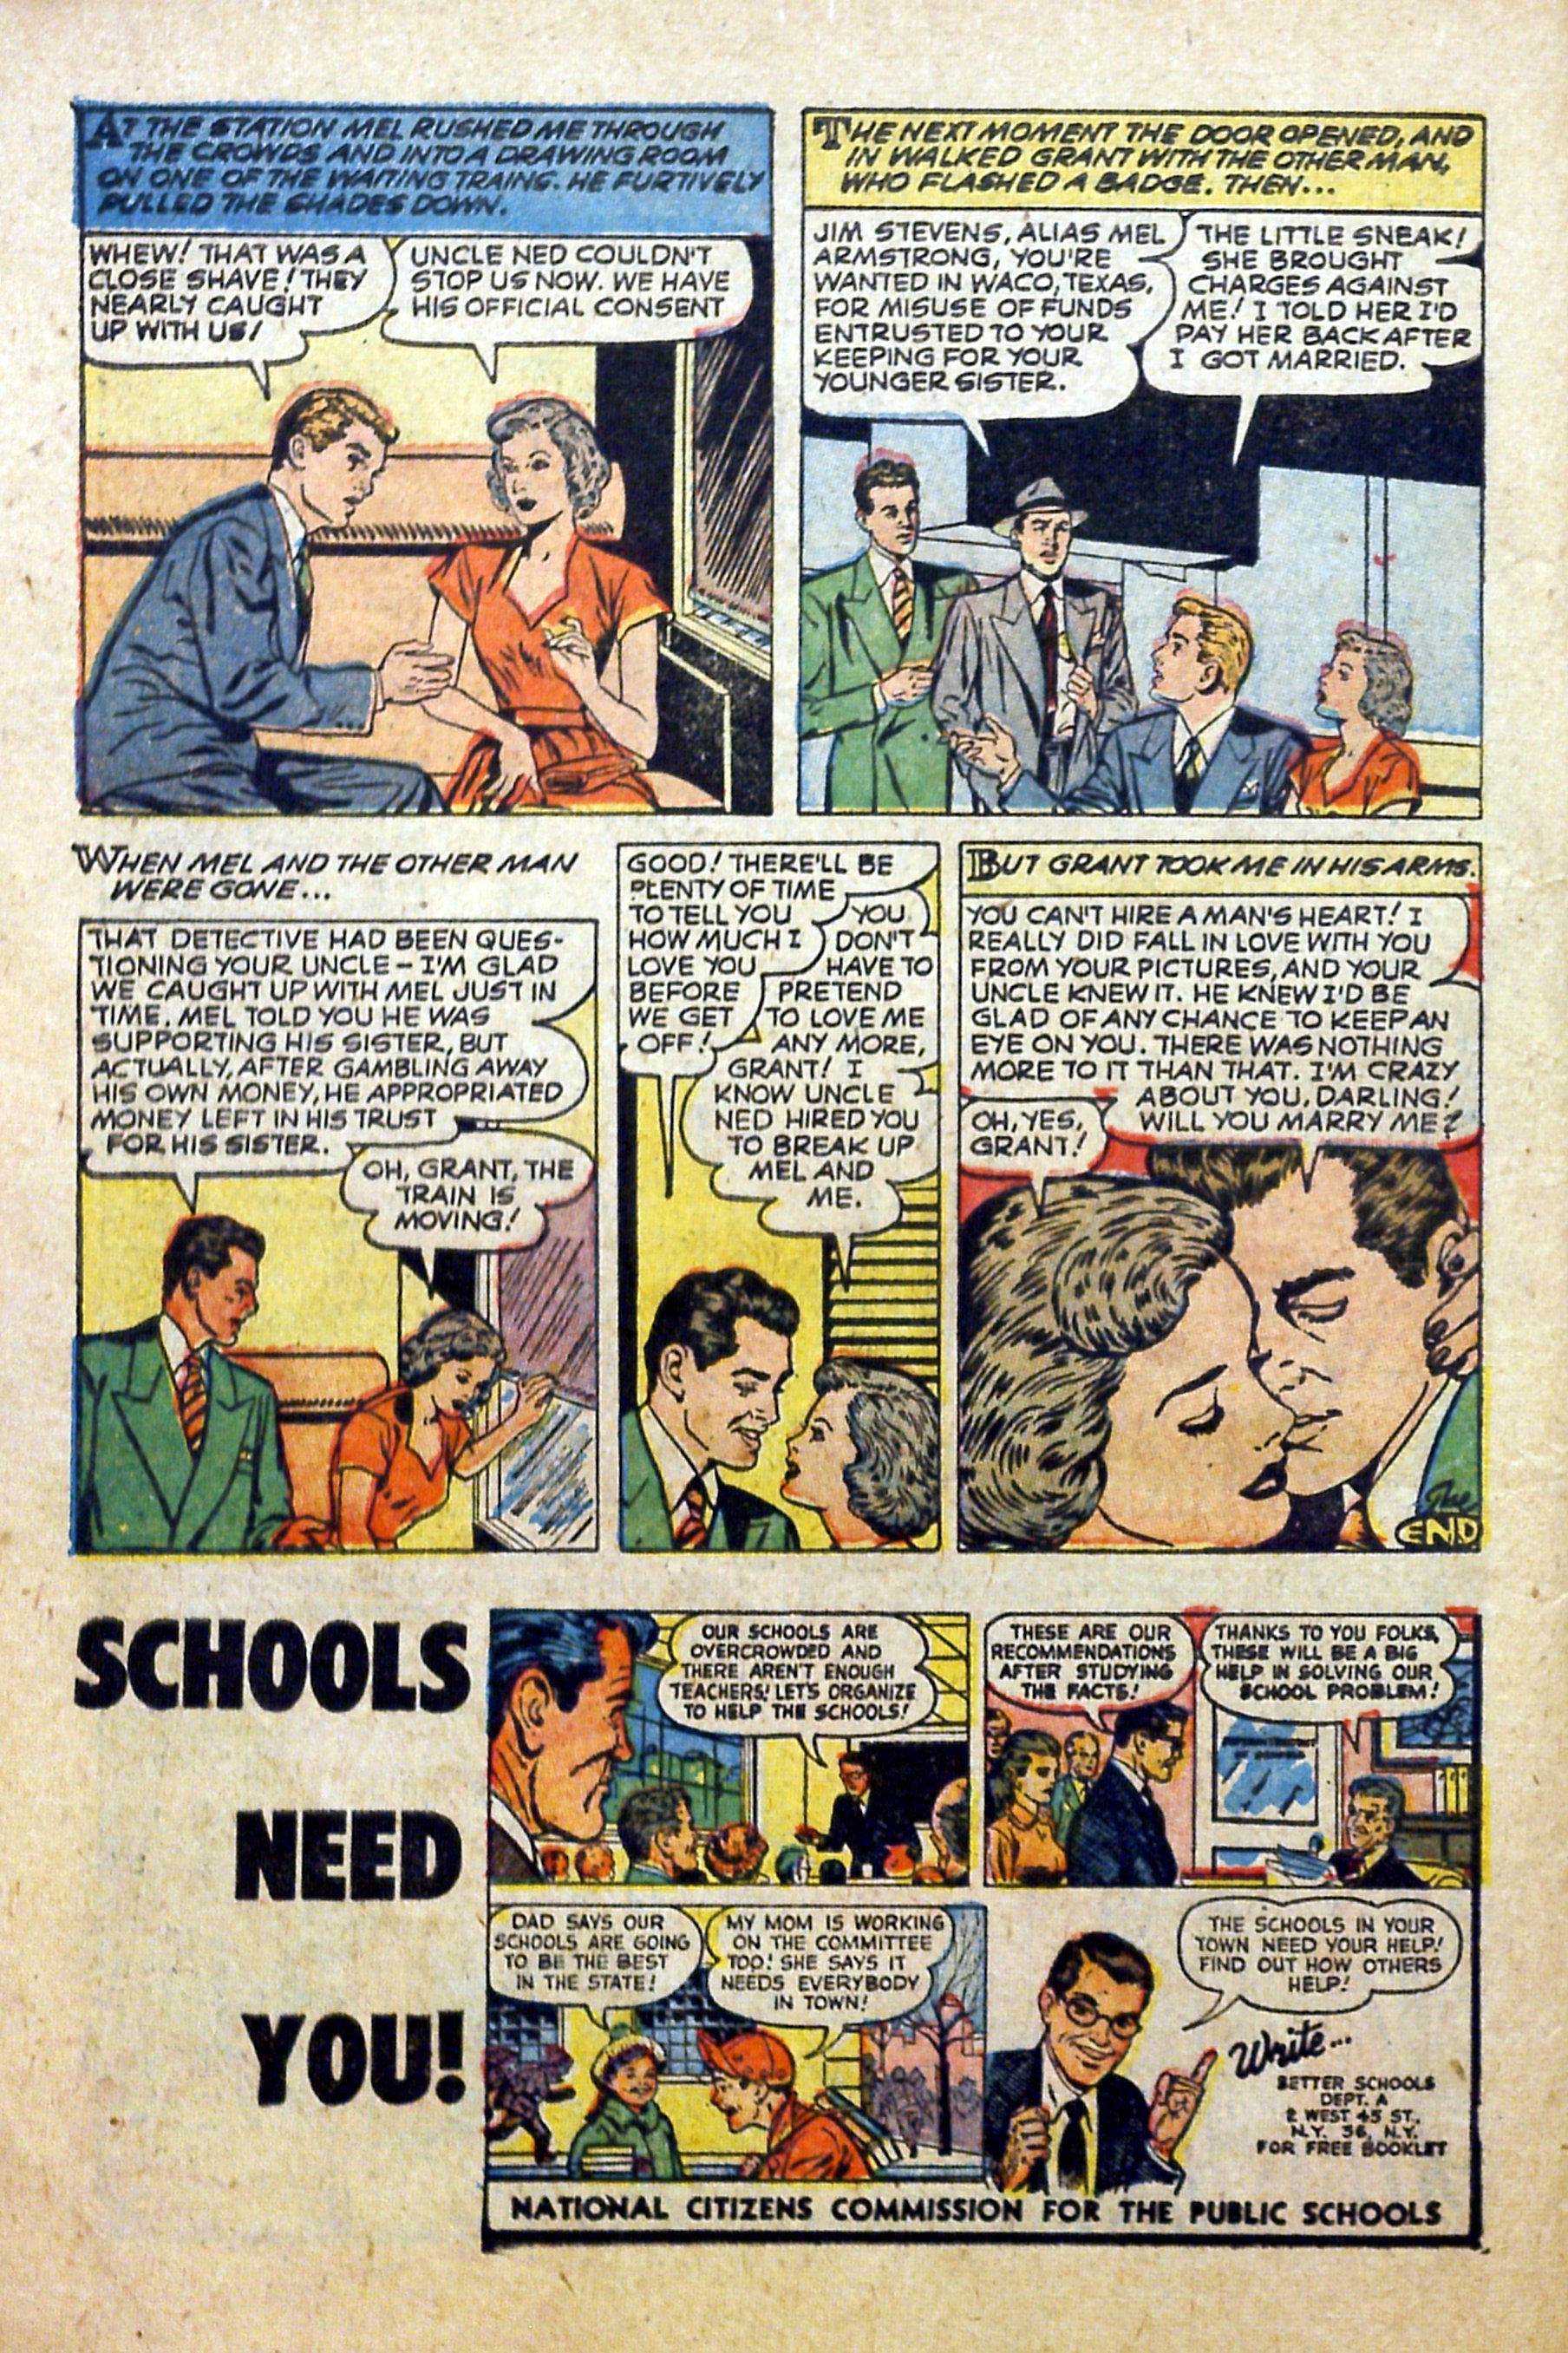 AT THE STATION MEL RUSHED ME THROUGH
THE CROWDS AND INTO A DRAWING ROOM
ON ONE OF THE WAITING TRAINS. HE FURTIVELY
PULLED THE SHADES DOWN.
WHEW! THAT WAS A
CLOSE SHAVE! THEY
NEARLY CAUGHT
UP WITH US!
UNCLE NED COULDN'T
STOP US NOW. WE HAVE
HIS OFFICIAL CONSENT
THE NEXT MOMENT THE DOOR OPENED, AND
IN WALKED GRANT WITH THE OTHER MAN,
WHO FLASHED A BADGE. THEN...
JIM STEVENS, ALIAS MEL
ARMSTRONG, YOU'RE
WANTED IN WACO, TEXAS,
FOR MISUSE OF FUNDS
ENTRUSTED TO YOUR
KEEPING FOR YOUR
YOUNGER SISTER.
THE LITTLE SNEAK!
SHE BROUGHT
CHARGES AGAINST
ME! I TOLD HER I'D
PAY HER BACK AFTER
I GOT MARRIED.
WHEN MEL AND THE OTHER MAN
WERE GONE...
THAT DETECTIVE HAD BEEN QUES-
TIONING YOUR UNCLE - I'M GLAD
WE CAUGHT UP WITH MEL JUST IN
TIME. MEL TOLD YOU HE WAS
SUPPORTING HIS SISTER, BUT
ACTUALLY, AFTER GAMBLING AWAY
HIS OWN MONEY, HE APPROPRIATED
MONEY LEFT IN HIS TRUST
FOR HIS SISTER.
OH, GRANT, THE
TRAIN IS
MOVING!
GOOD! THERE'LL BE
PLENTY OF TIME
TO TELL YOU
HOW MUCH I
LOVE YOU
BEFORE
WE GET
OFF!
YOU
DON'T
HAVE TO
PRETEND
TO LOVE ME
ANY MORE,
GRANT! I
KNOW UNCLE
NED HIRED YOU
TO BREAK UP
MEL AND
ME.
BUT GRANT TOOK ME IN HIS ARMS.
YOU CAN'T HIRE A MAN'S HEART! I
REALLY DID FALL IN LOVE WITH YOU
FROM YOUR PICTURES, AND YOUR
UNCLE KNEW IT. HE KNEW I'D BE
GLAD OF ANY CHANCE TO KEEP AN
EYE ON YOU. THERE WAS NOTHING
MORE TO IT THAN THAT. I'M CRAZY
ABOUT YOU, DARLING!
WILL YOU MARRY ME?
OH, YES,
GRANT!
The
END
SCHOOLS
NEED
YOU!
OUR SCHOOLS ARE
OVERCROWDED AND
THERE AREN'T ENOUGH
TEACHERS! LET'S ORGANIZE
TO HELP THE SCHOOLS!
THESE ARE OUR
RECOMMENDATIONS
AFTER STUDYING
THE FACTS!
THANKS TO YOU FOLKS,
THESE WILL BE A BIG
HELP IN SOLVING OUR
SCHOOL PROBLEM!
DAD SAYS OUR
SCHOOLS ARE GOING
TO BE THE BEST
IN THE STATE!
MY MOM IS WORKING
ON THE COMMITTEE
TOO! SHE SAYS IT
NEEDS EVERYBODY
IN TOWN!
THE SCHOOLS IN YOUR
TOWN NEED YOUR HELP!
FIND OUT HOW OTHERS
HELP!
Write...
BETTER SCHOOLS
DEPT. A
2 WEST 45 ST.,
N.Y. 36, N.Y.
FOR FREE BOOKLET
NATIONAL CITIZENS COMMISSION FOR THE PUBLIC SCHOOLS